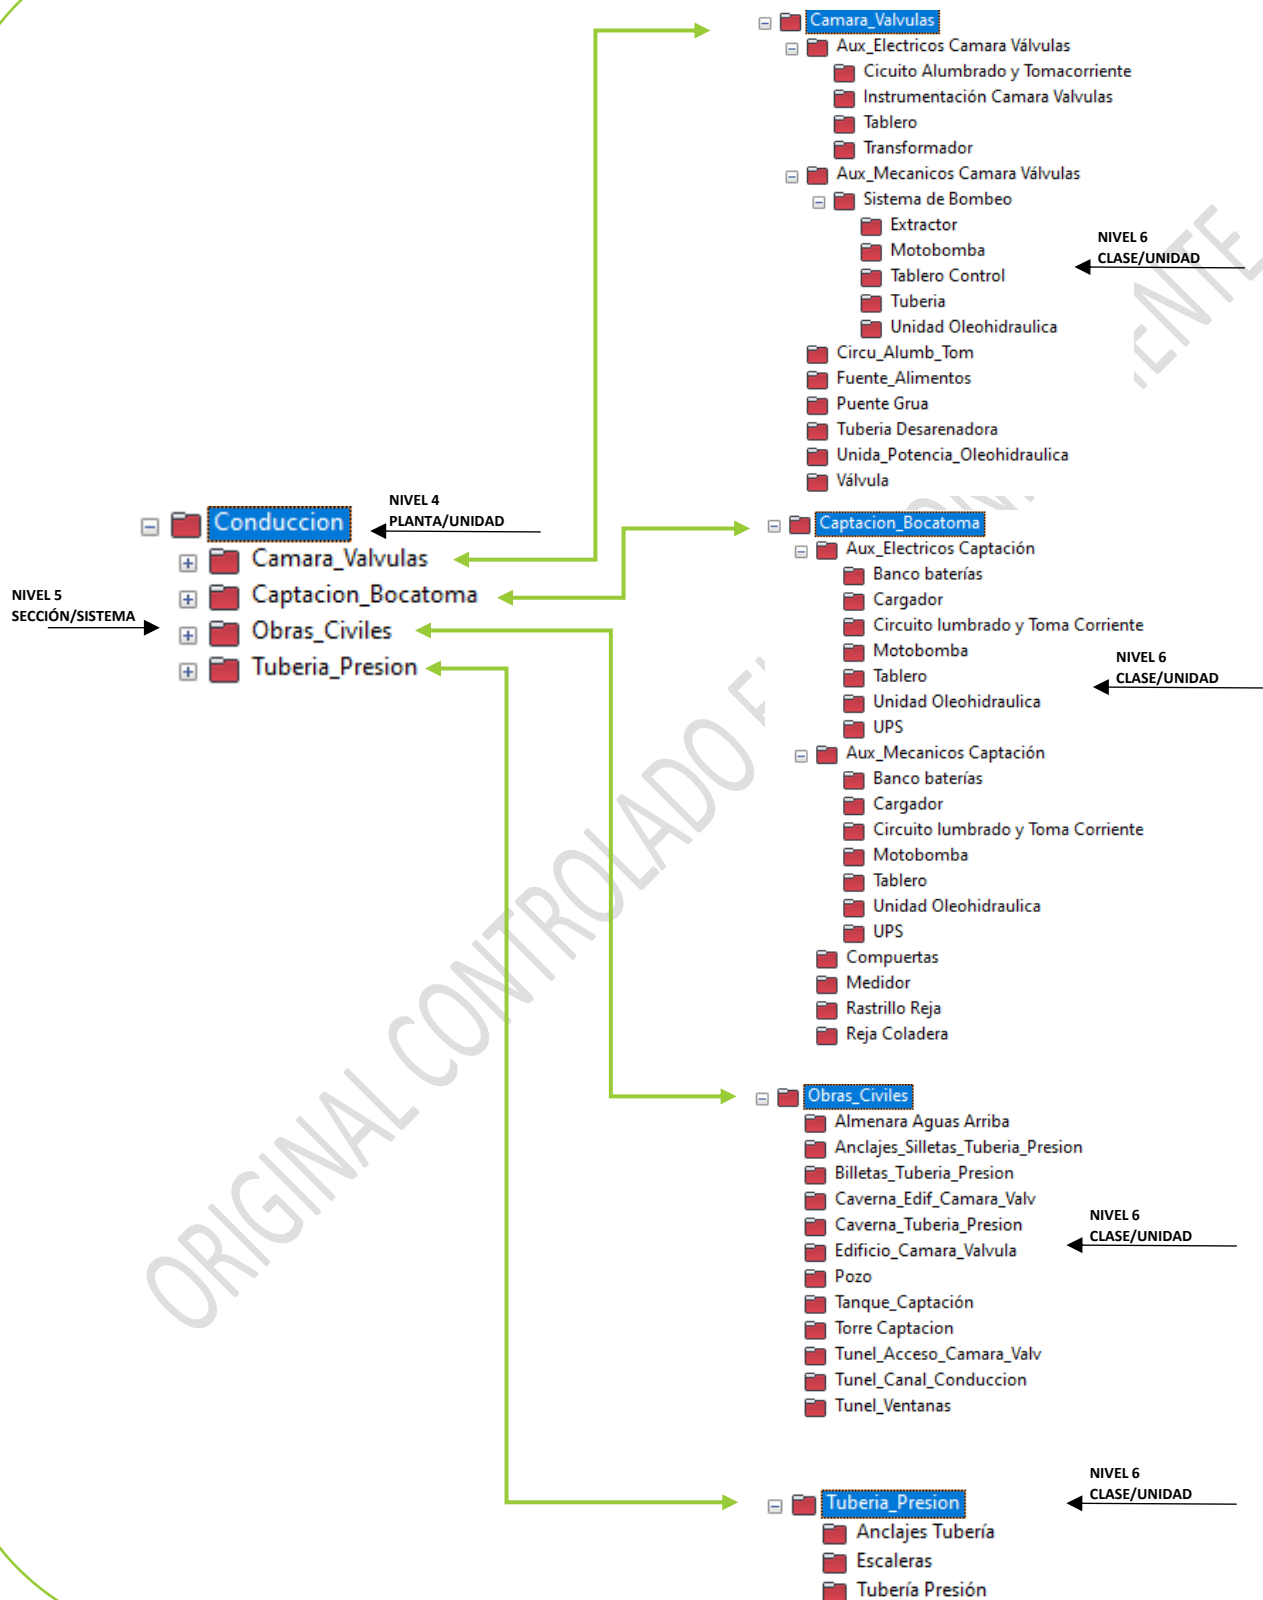 Camara_Valvulas
Aux_Electricos Camara Válvulas
Cicuito Alumbrado y Tomacorriente
Instrumentación Camara Valvulas
Tablero
Transformador
Aux_Mecanicos Camara Válvulas
Sistema de Bombeo
Extractor
Motobomba
Tablero Control
Tuberia
Unidad Oleohidraulica
Circu_Alumb_Tom
Fuente_Alimentos
Puente Grua
Tuberia Desarenadora
Unida_Potencia_Oleohidraulica
Válvula
NIVEL 6
CLASE/UNIDAD
NIVEL 4
PLANTA/UNIDAD
Conduccion
Camara_Valvulas
Captacion_Bocatoma
Obras_Civiles
Tuberia_Presion
NIVEL 5
SECCIÓN/SISTEMA
Captacion_Bocatoma
Aux_Electricos Captación
Banco baterías
Cargador
Circuito lumbrado y Toma Corriente
Motobomba
Tablero
Unidad Oleohidraulica
UPS
Aux_Mecanicos Captación
Banco baterías
Cargador
Circuito lumbrado y Toma Corriente
Motobomba
Tablero
Unidad Oleohidraulica
UPS
Compuertas
Medidor
Rastrillo Reja
Reja Coladera
NIVEL 6
CLASE/UNIDAD
Obras_Civiles
Almenara Aguas Arriba
Anclajes_Silletas_Tuberia_Presion
Billetas_Tuberia_Presion
Caverna_Edif_Camara_Valv
Caverna_Tuberia_Presion
Edificio_Camara_Valvula
Pozo
Tanque_Captación
Torre Captacion
Tunel_Acceso_Camara_Valv
Tunel_Canal_Conduccion
Tunel_Ventanas
NIVEL 6
CLASE/UNIDAD
Tuberia_Presion
Anclajes Tubería
Escaleras
Tubería Presión
NIVEL 6
CLASE/UNIDAD
ORIGINAL CONTROLADO